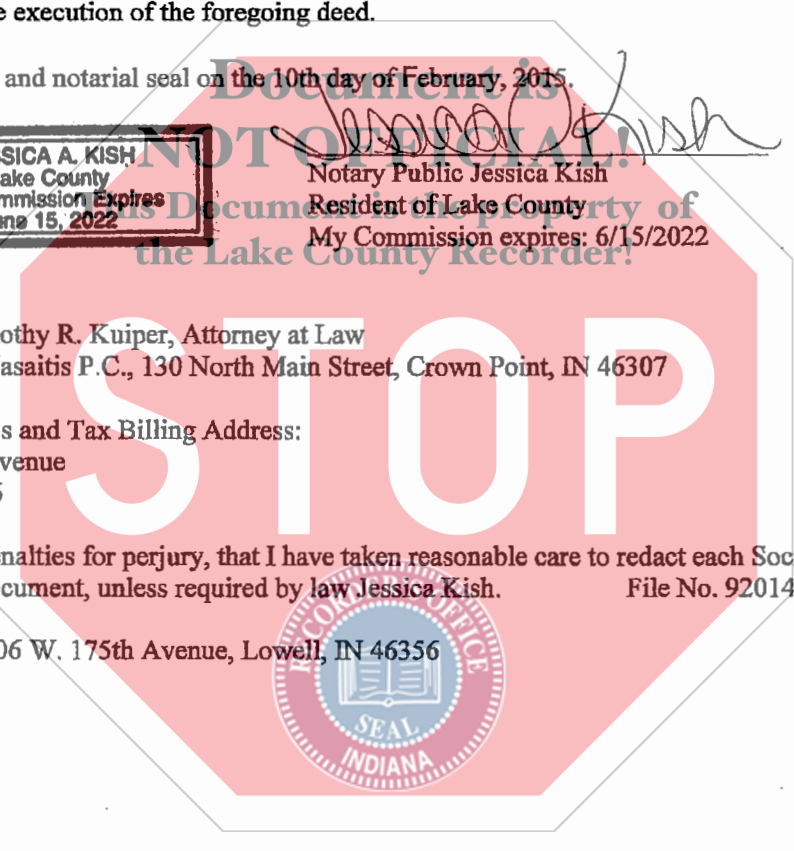 e execution of the foregoing deed.
and notarial seal on the 10th day of February, 2015.
Document is
NOT OFFICIAL!
This Document is the property of
the Lake County Recorder!
SSICA A. KISH
ake County
mmission Expires
une 15, 2022
Jessica Kish
Notary Public Jessica Kish
Resident of Lake County
My Commission expires: 6/15/2022
STOP
othy R. Kuiper, Attorney at Law
asaitis P.C., 130 North Main Street, Crown Point, IN 46307
s and Tax Billing Address:
venue
nalties for perjury, that I have taken reasonable care to redact each Soc
cument, unless required by law Jessica Kish. File No. 92014
06 W. 175th Avenue, Lowell, IN 46356
RECORDER'S OFFICE
SEAL
INDIANA